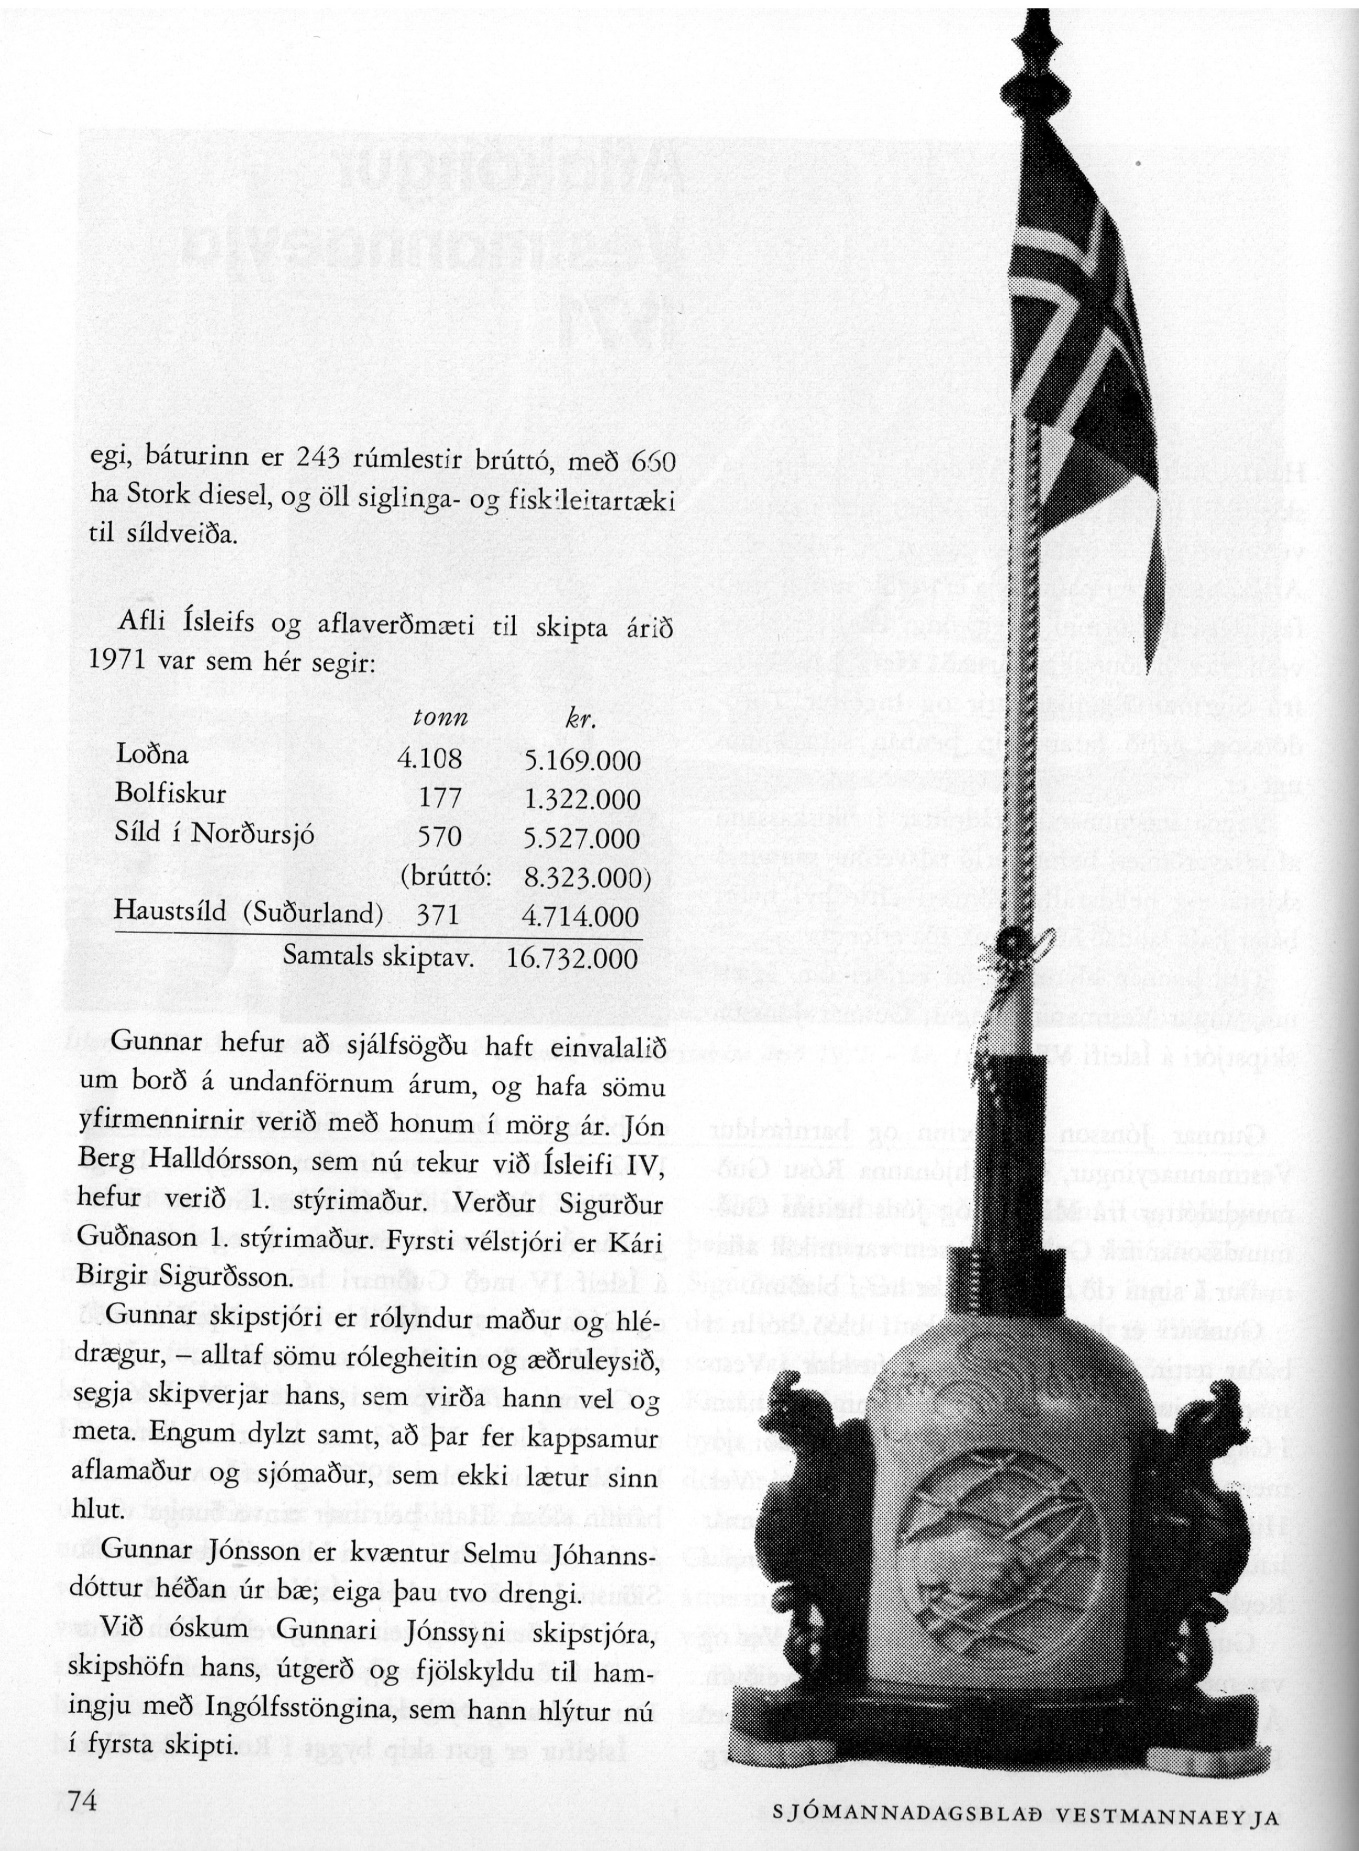 egi, báturinn er 243 rúmlestir brúttó, með 660
ha Stork diesel, og öll siglinga- og fiskileitartæki
til síldveiða.
Afli Ísleifs og aflaverðmæti til skipta árið
1971 var sem hér segir:
tonn kr.
Loðna 4.108 5.169.000
Bolfiskur 177 1.322.000
Síld í Norðursjó 570 5.527.000
(brúttó: 8.323.000)
Haustsíld (Suðurland) 371 4.714.000
Samtals skiptav. 16.732.000
Gunnar hefur að sjálfsögðu haft einvalalið
um borð á undanförnum árum, og hafa sömu
yfirmennirnir verið með honum í mörg ár. Jón
Berg Halldórsson, sem nú tekur við Ísleifi IV,
hefur verið 1. stýrimaður. Verður Sigurður
Guðnason 1. stýrimaður. Fyrsti vélstjóri er Kári
Birgir Sigurðsson.
Gunnar skipstjóri er rólyndur maður og hlé-
drægur, – alltaf sömu rólegheitin og æðruleysið,
segja skipverjar hans, sem virða hann vel og
meta. Engum dylzt samt, að þar fer kappsamur
aflamaður og sjómaður, sem ekki lætur sinn
hlut.
Gunnar Jónsson er kvæntur Selmu Jóhanns-
dóttur héðan úr bæ; eiga þau tvo drengi.
Við óskum Gunnari Jónssyni skipstjóra,
skipshöfn hans, útgerð og fjölskyldu til ham-
ingju með Ingólfsstöngina, sem hann hlýtur nú
í fyrsta skipti.
74
SJÓMANNADAGSBLAÐ VESTMANNAEYJA